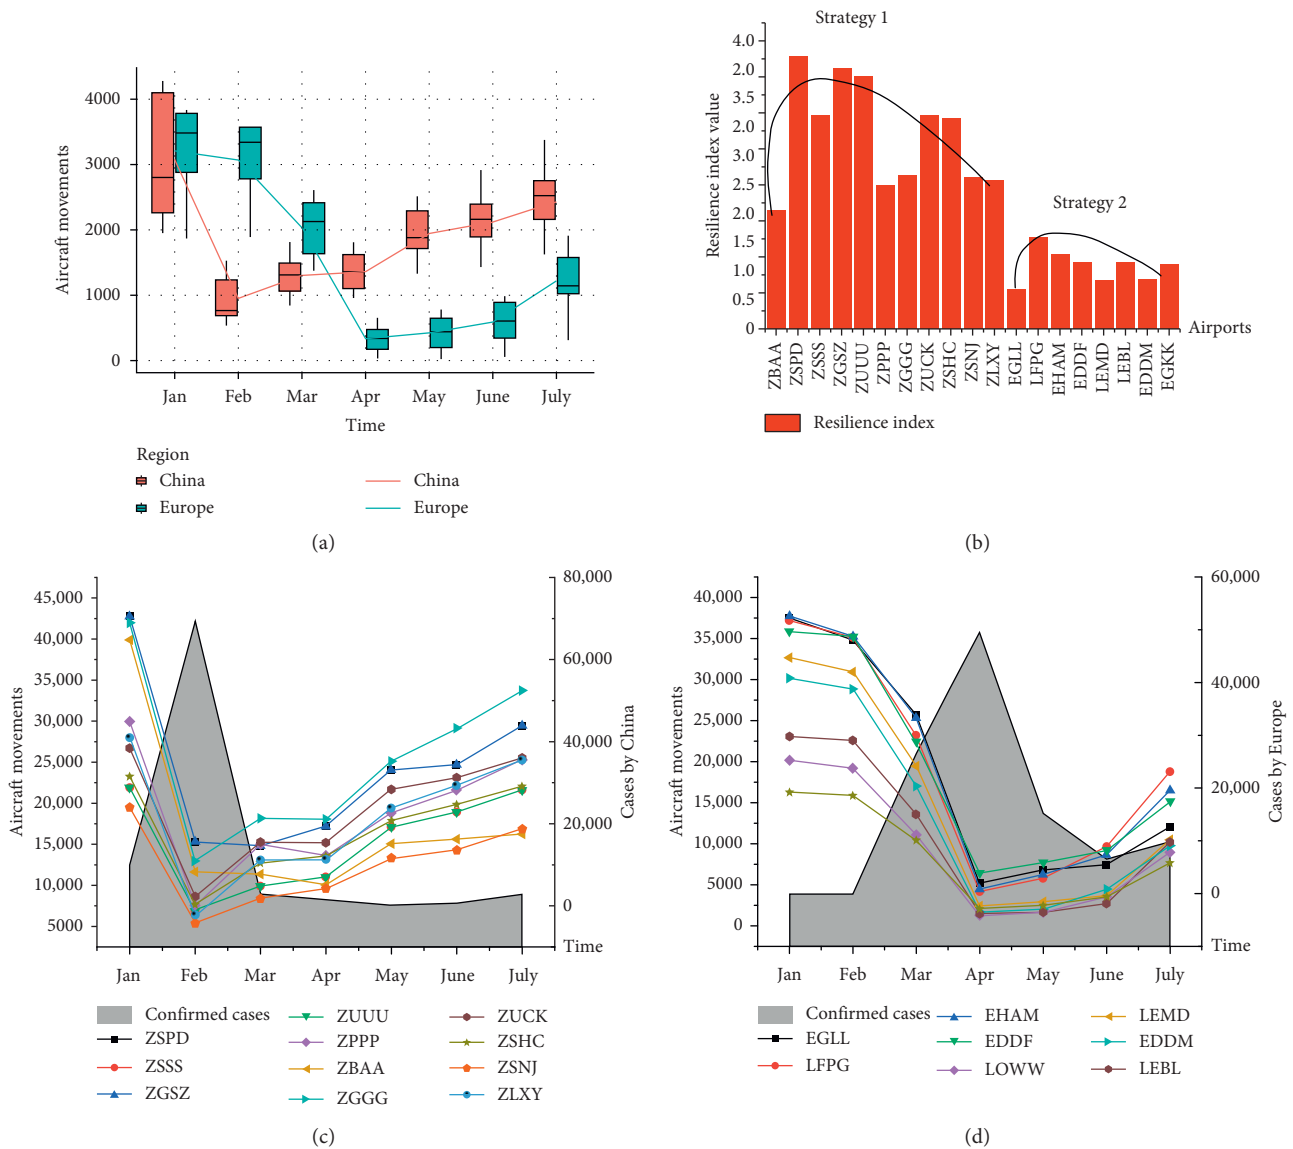 4000
3000
2000
1000
0
Aircraft movements
Jan Feb Mar Apr May June July
Time
Region
China China
Europe Europe
(a)
Strategy 1
Strategy 2
4.0
2.0
3.5
2.0
3.0
2.5
2.0
1.5
1.0
0.5
0
Resilience index value
Airports
ZBAA ZSPD ZSSS ZGSZ ZUUU ZPPP ZGGG ZUCK ZSHC ZSNJ ZLXY EGLL LFPG EHAM EDDF LEMD LEBL EDDM EGKK
Resilience index
(b)
45,000
40,000
35,000
30,000
25,000
20,000
15,000
10,000
5000
Aircraft movements
80,000
60,000
40,000
20,000
0
Cases by China
Time
Jan Feb Mar Apr May June July
Confirmed cases ZUUU ZUCK
ZSPD ZPPP ZSHC
ZSSS ZBAA ZSNJ
ZGSZ ZGGG ZLXY
(c)
40,000
35,000
30,000
25,000
20,000
15,000
10,000
5000
0
Aircraft movements
60,000
40,000
20,000
0
Cases by Europe
Time
Jan Feb Mar Apr May June July
Confirmed cases EHAM LEMD
EGLL EDDF EDDM
LFPG LOWW LEBL
(d)